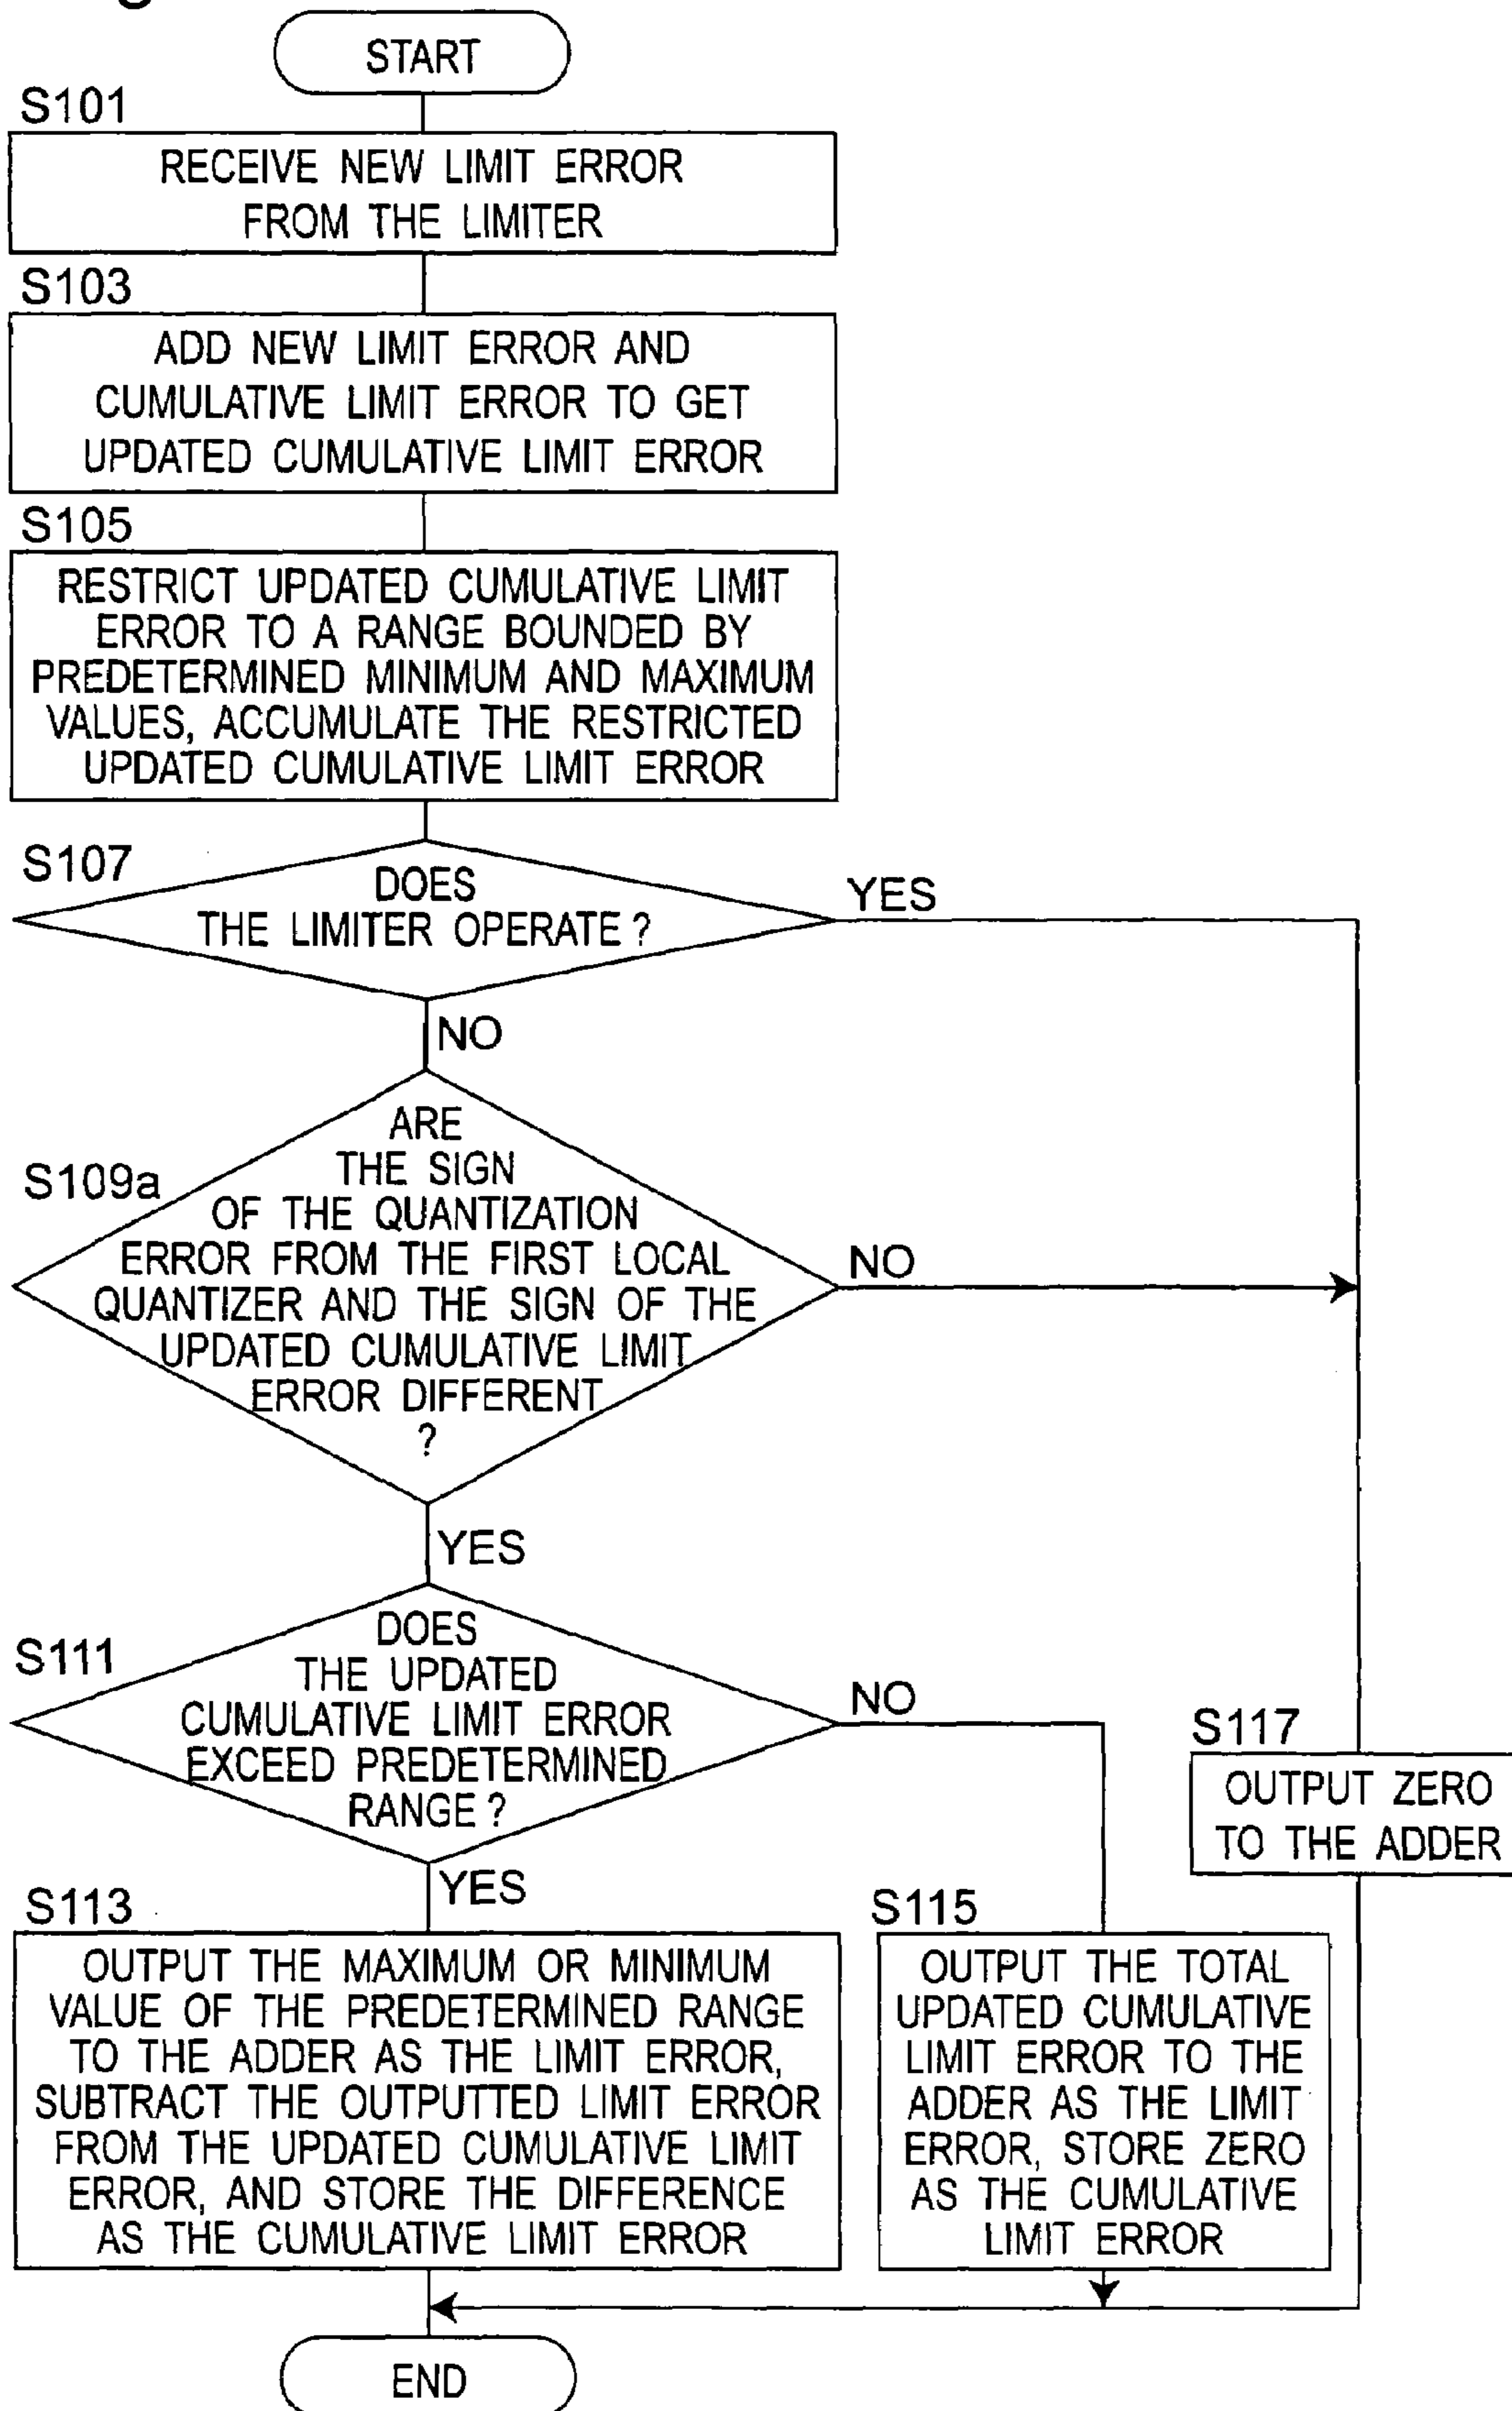 START
S101
RECEIVE NEW LIMIT ERROR
FROM THE LIMITER
S103
ADD NEW LIMIT ERROR AND
CUMULATIVE LIMIT ERROR TO GET
UPDATED CUMULATIVE LIMIT ERROR
S105
RESTRICT UPDATED CUMULATIVE LIMIT
ERROR TO A RANGE BOUNDED BY
PREDETERMINED MINIMUM AND MAXIMUM
VALUES, ACCUMULATE THE RESTRICTED
UPDATED CUMULATIVE LIMIT ERROR
S107
DOES
THE LIMITER OPERATE?
YES
NO
S109a
ARE
THE SIGN
OF THE QUANTIZATION
ERROR FROM THE FIRST LOCAL
QUANTIZER AND THE SIGN OF THE
UPDATED CUMULATIVE LIMIT
ERROR DIFFERENT
?
NO
YES
S111
DOES
THE UPDATED
CUMULATIVE LIMIT ERROR
EXCEED PREDETERMINED
RANGE?
NO
YES
S117
OUTPUT ZERO
TO THE ADDER
S113
OUTPUT THE MAXIMUM OR MINIMUM
VALUE OF THE PREDETERMINED RANGE
TO THE ADDER AS THE LIMIT ERROR,
SUBTRACT THE OUTPUTTED LIMIT ERROR
FROM THE UPDATED CUMULATIVE LIMIT
ERROR, AND STORE THE DIFFERENCE
AS THE CUMULATIVE LIMIT ERROR
S115
OUTPUT THE TOTAL
UPDATED CUMULATIVE
LIMIT ERROR TO THE
ADDER AS THE LIMIT
ERROR, STORE ZERO
AS THE CUMULATIVE
LIMIT ERROR
END